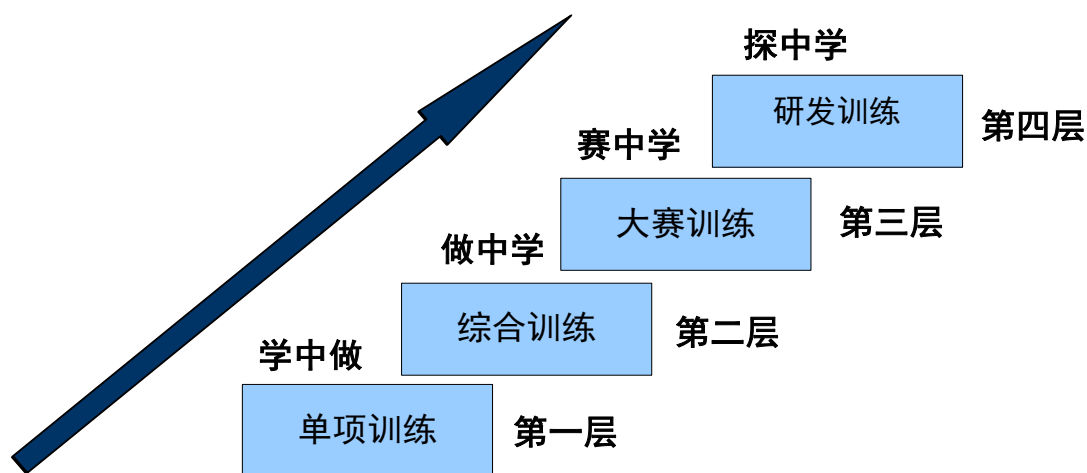 探中学
研发训练
第四层
赛中学
大赛训练
第三层
做中学
综合训练
第二层
学中做
单项训练
第一层